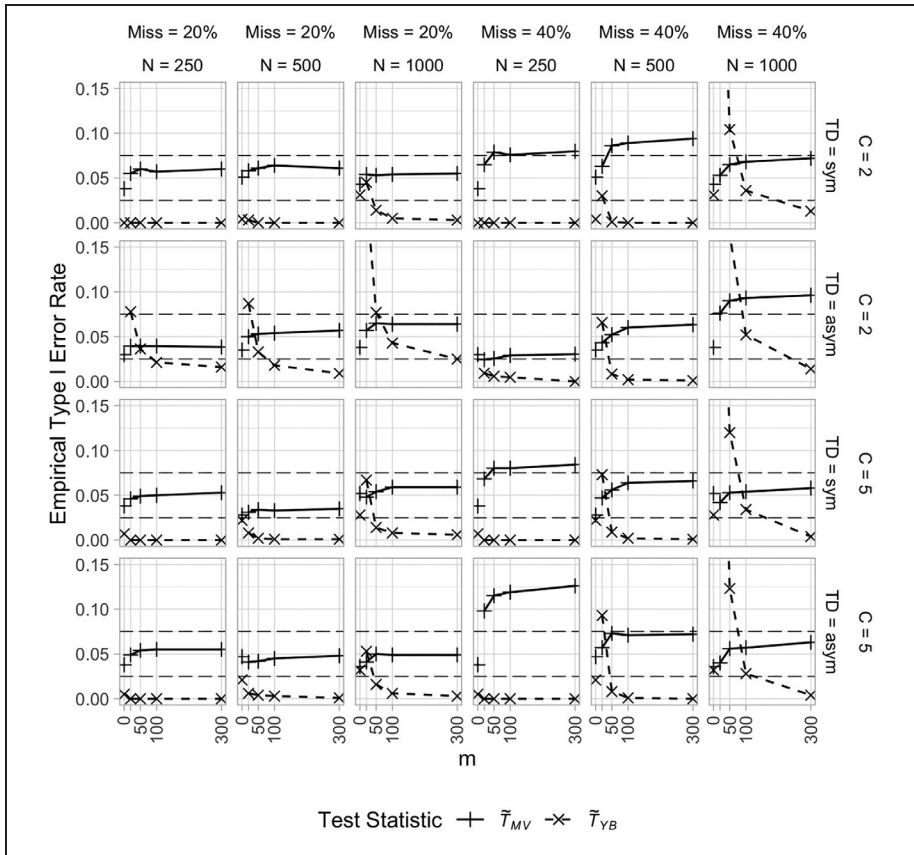 Miss = 20% Miss = 20% Miss = 20% Miss = 40% Miss = 40% Miss = 40%
N = 250 N = 500 N = 1000 N = 250 N = 500 N = 1000
Empirical Type I Error Rate
0.15
0.10
0.05
0.00
TD = sym
C = 2
0.15
0.10
0.05
0.00
TD = asym
C = 2
0.15
0.10
0.05
0.00
TD = sym
C = 5
0.15
0.10
0.05
0.00
TD = asym
C = 5
0 50 100 300 0 50 100 300 0 50 100 300 0 50 100 300 0 50 100 300 0 50 100 300
m
Test Statistic T̃MV T̃YB